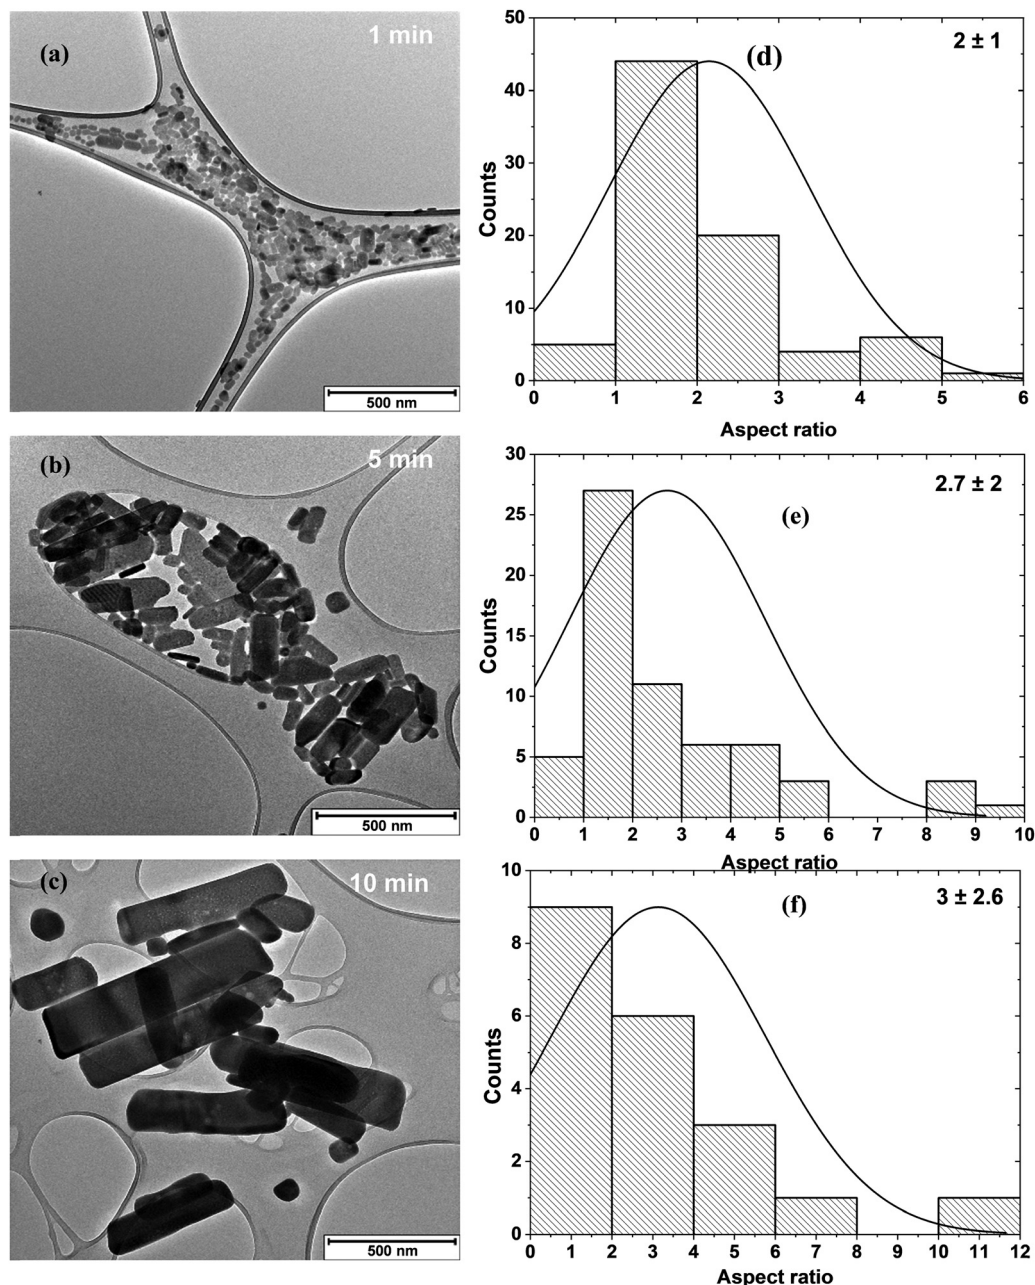 (a)
1 min
500 nm
50
40
30
20
10
0
Counts
(d)
2 ± 1
0 1 2 3 4 5 6
Aspect ratio
(b)
5 min
500 nm
30
25
20
15
10
5
0
Counts
(e)
2.7 ± 2
0 1 2 3 4 5 6 7 8 9 10
Aspect ratio
(c)
10 min
500 nm
10
8
6
4
2
0
Counts
(f)
3 ± 2.6
0 1 2 3 4 5 6 7 8 9 10 11 12
Aspect ratio